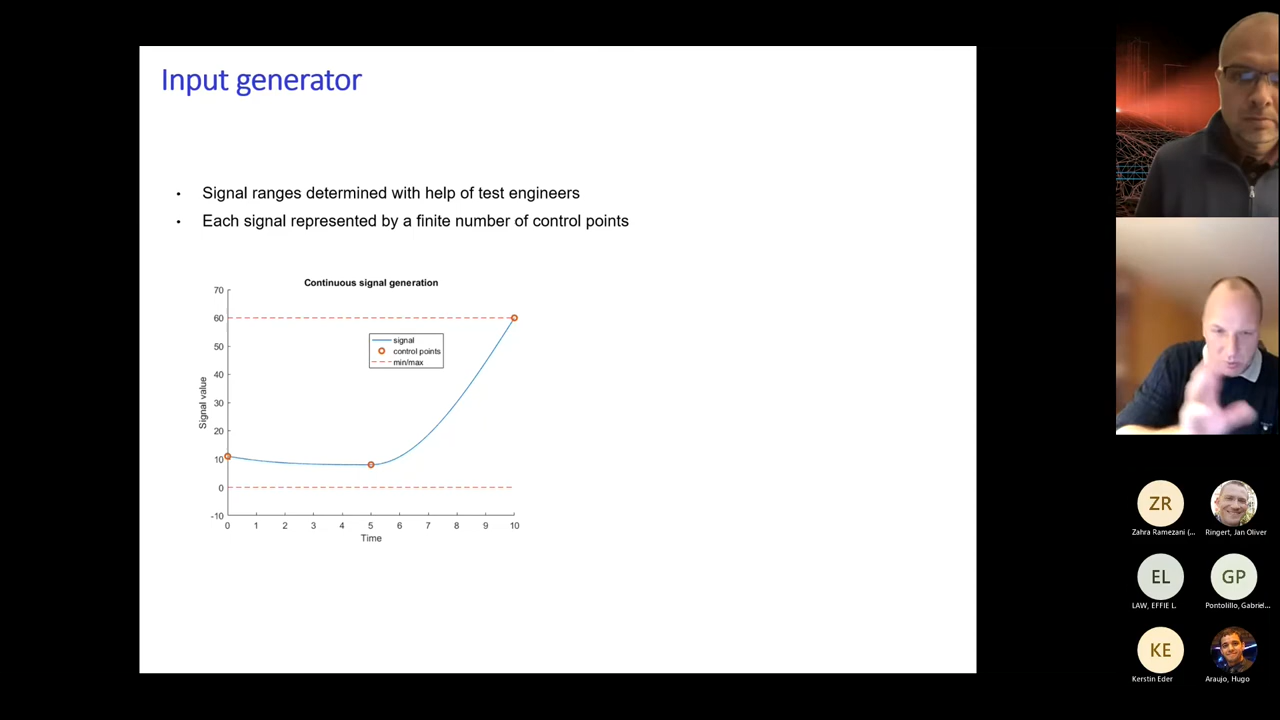 Input generator
• Signal ranges determined with help of test engineers
• Each signal represented by a finite number of control points
Continuous signal generation
70
60
50
40
30
20
10
0
-10
Signal value
signal
control points
min/max
0 1 2 3 4 5 6 7 8 9 10
Time
ZR
Zahra Ramezani (...
Ringert, Jan Oliver
EL
LAW, EFFIE L.
GP
Pontolillo, Gabriel...
KE
Kerstin Eder
Araujo, Hugo